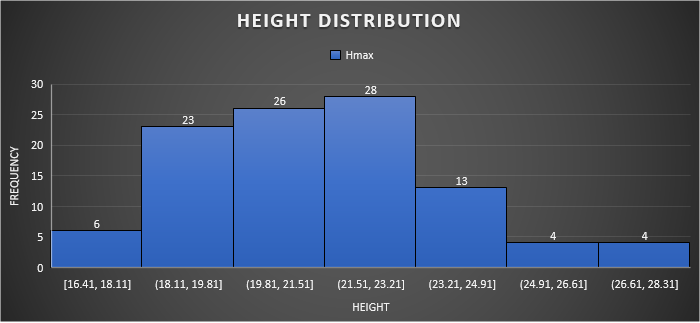 HEIGHT DISTRIBUTION
Hmax
FREQUENCY
30
25
20
15
10
5
0
6
23
26
28
13
4
4
[16.41, 18.11] (18.11, 19.81] (19.81, 21.51] (21.51, 23.21] (23.21, 24.91] (24.91, 26.61] (26.61, 28.31]
HEIGHT